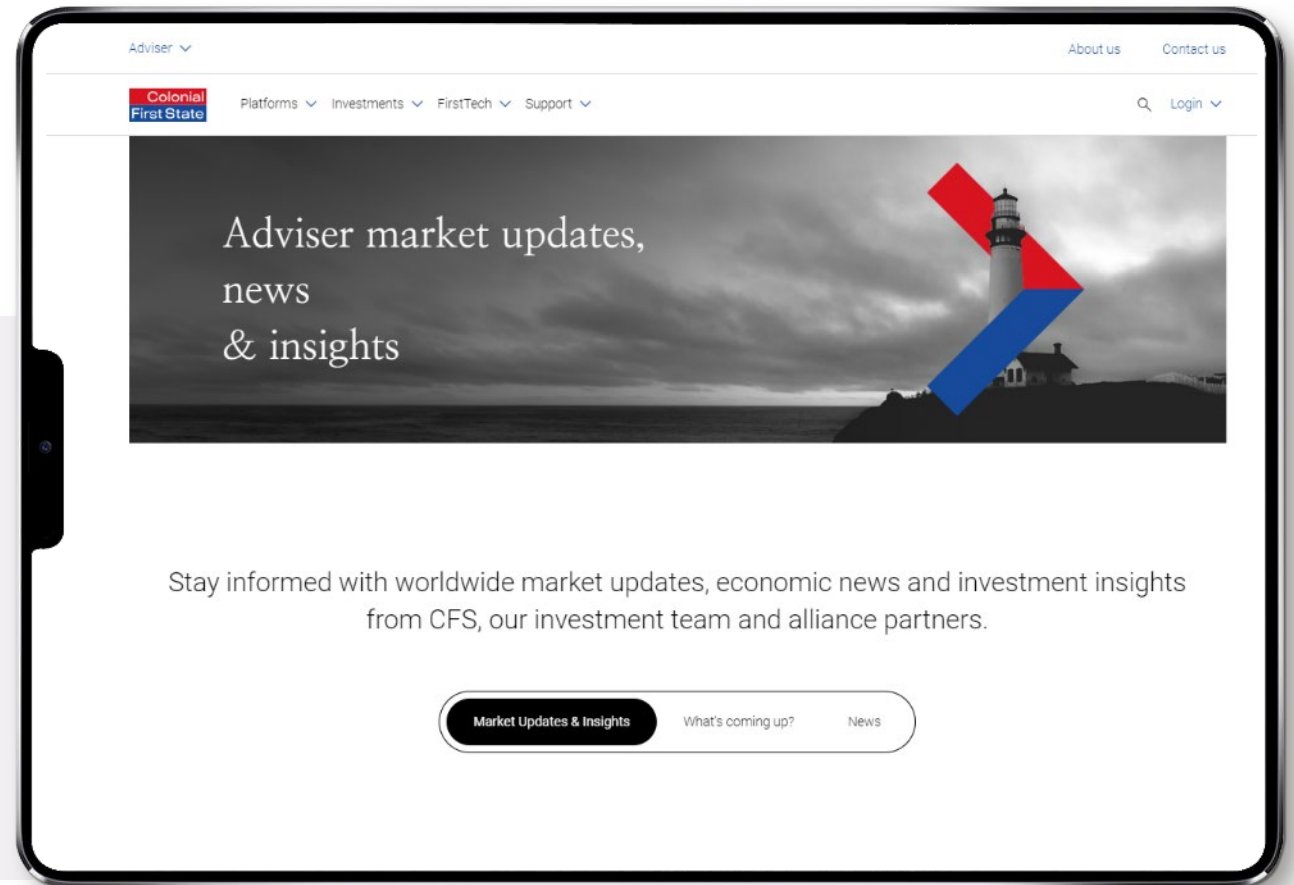 Adviser
About us
Contact us
Colonial
First State
Platforms
Investments
FirstTech
Support
Login
Adviser market updates,
news
& insights
Stay informed with worldwide market updates, economic news and investment insights
from CFS, our investment team and alliance partners.
Market Updates & Insights
What's coming up?
News